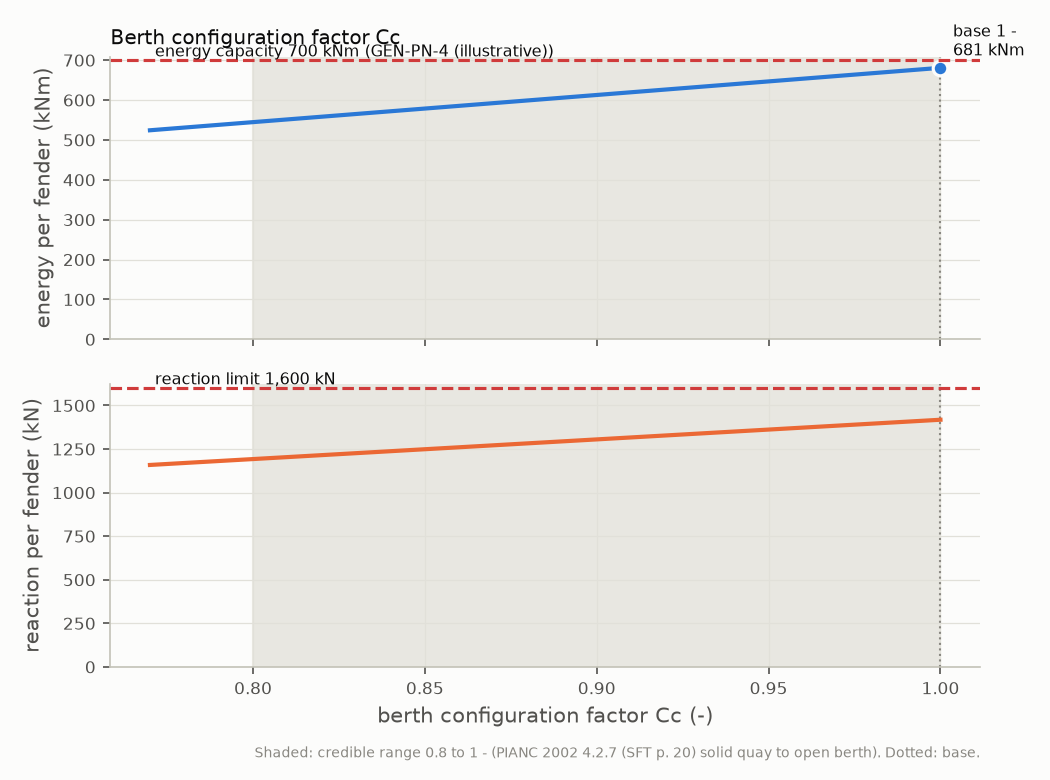 Berth configuration factor Cc
base 1 -
681 kNm
energy capacity 700 kNm (GEN-PN-4 (illustrative))
energy per fender (kNm)
700
600
500
400
300
200
100
0
reaction limit 1,600 kN
reaction per fender (kN)
1500
1250
1000
750
500
250
0
0.80 0.85 0.90 0.95 1.00
berth configuration factor Cc (-)
Shaded: credible range 0.8 to 1 - (PIANC 2002 4.2.7 (SFT p. 20) solid quay to open berth). Dotted: base.